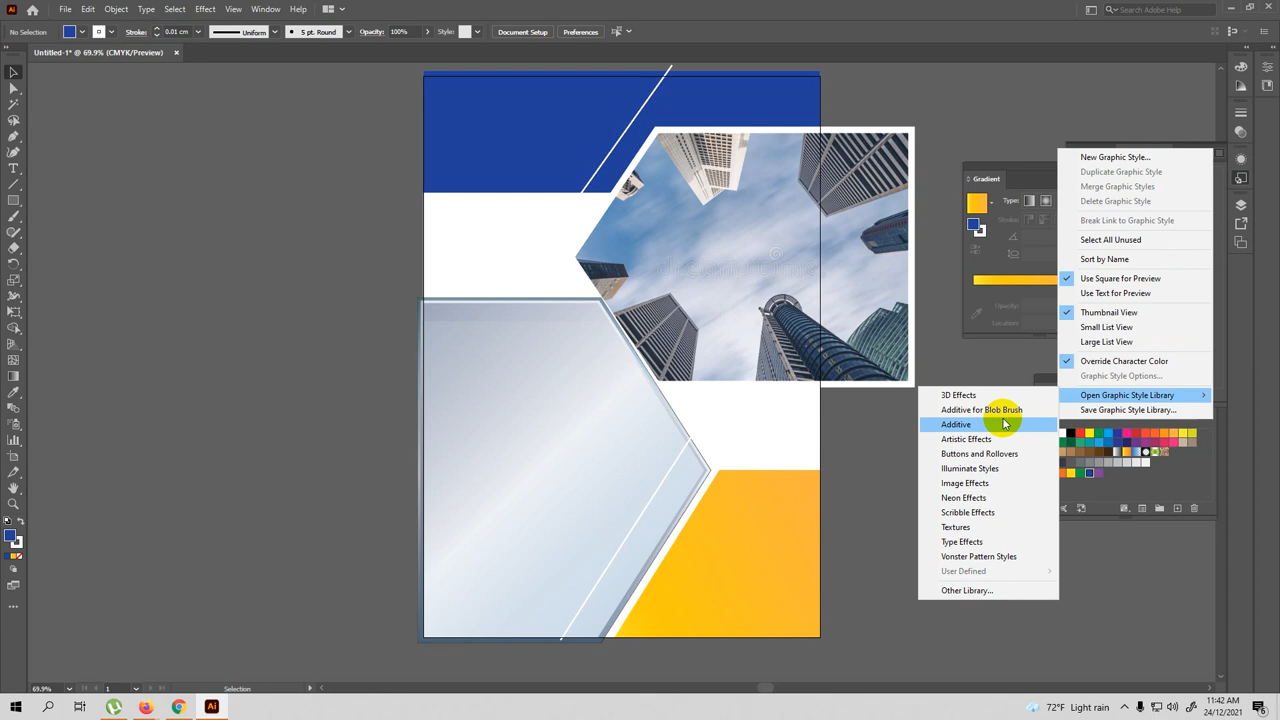 File Edit Object Type Select Effect View Window Help
Search Adobe Help
No Selection Stroke: 0.01 cm Uniform 5 pt. Round Opacity: 100% Style: Document Setup Preferences
Untitled-1* @ 69.9% (CMYK/Preview)
New Graphic Style...
Duplicate Graphic Style
Merge Graphic Styles
Delete Graphic Style
Break Link to Graphic Style
Select All Unused
Sort by Name
Use Square for Preview
Use Text for Preview
Thumbnail View
Small List View
Large List View
Override Character Color
Graphic Style Options...
Open Graphic Style Library
Save Graphic Style Library...
Gradient
Type:
Opacity:
Location:
3D Effects
Additive for Blob Brush
Additive
Artistic Effects
Buttons and Rollovers
Illuminate Styles
Image Effects
Neon Effects
Scribble Effects
Textures
Type Effects
Vonster Pattern Styles
User Defined
Other Library...
69.9% 1 Selection
Ai 72°F Light rain 11:42 AM
24/12/2021